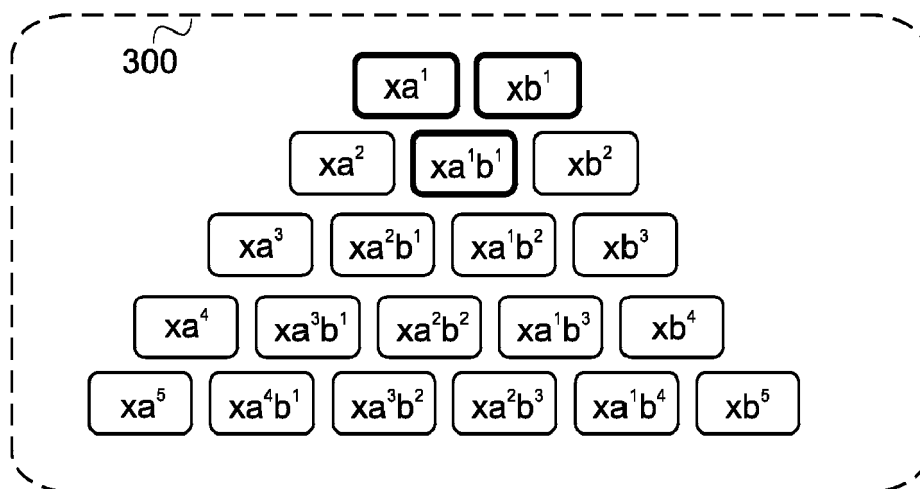 300
xa¹ xb¹
xa² xa¹b¹ xb²
xa³ xa²b¹ xa¹b² xb³
xa⁴ xa³b¹ xa²b² xa¹b³ xb⁴
xa⁵ xa⁴b¹ xa³b² xa²b³ xa¹b⁴ xb⁵